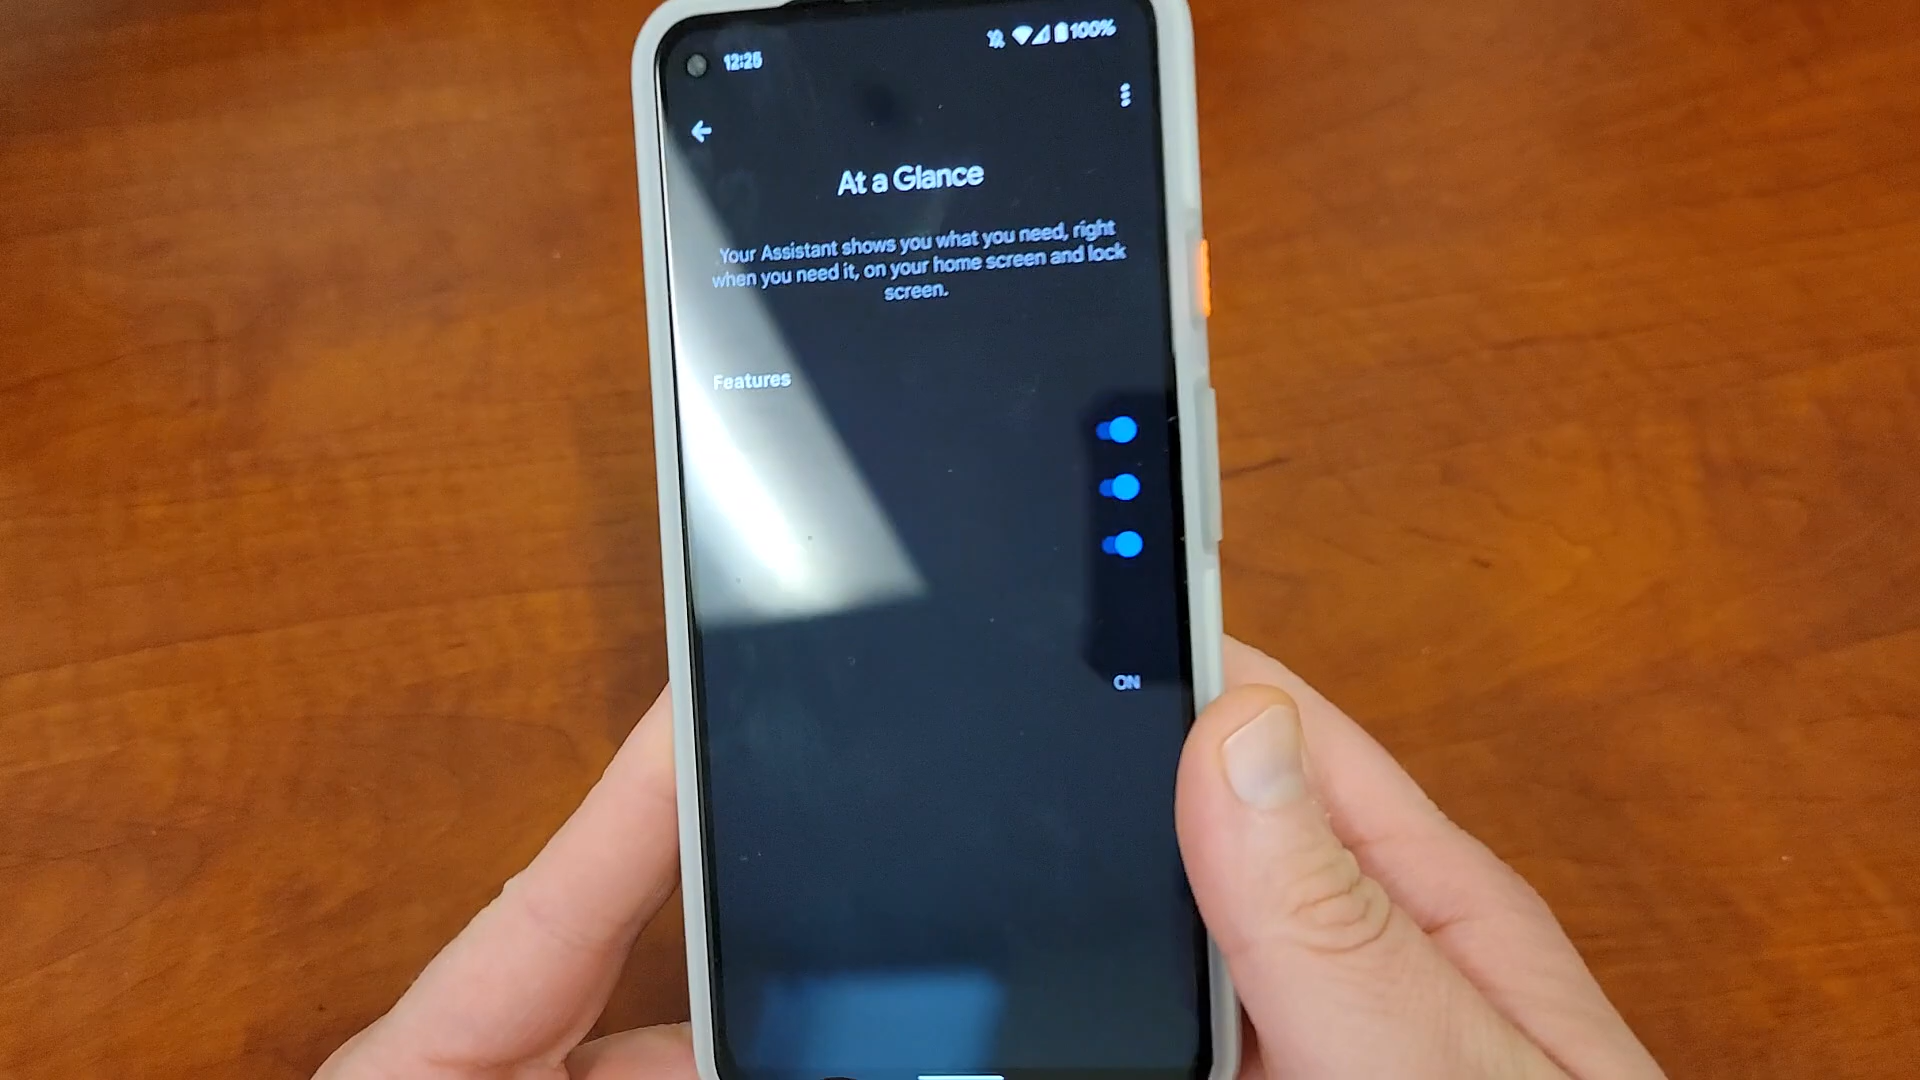 12:25
100%
At a Glance
Your Assistant shows you what you need, right
when you need it, on your home screen and lock
screen.
Features
ON